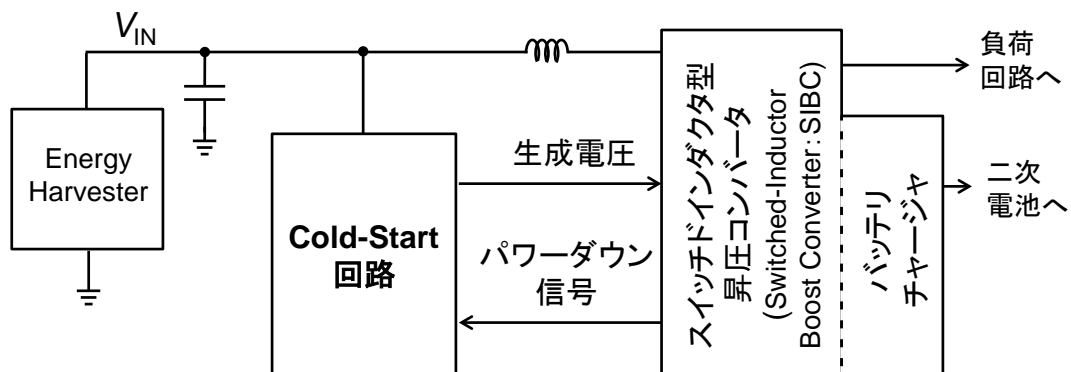 VIN
Energy
Harvester
Cold-Start
回路
生成電圧
パワーダウン
信号
スイッチドインダクタ型
昇圧コンバータ
(Switched-Inductor
Boost Converter: SIBC)
バッテリ
チャージャ
負荷
回路へ
二次
電池へ